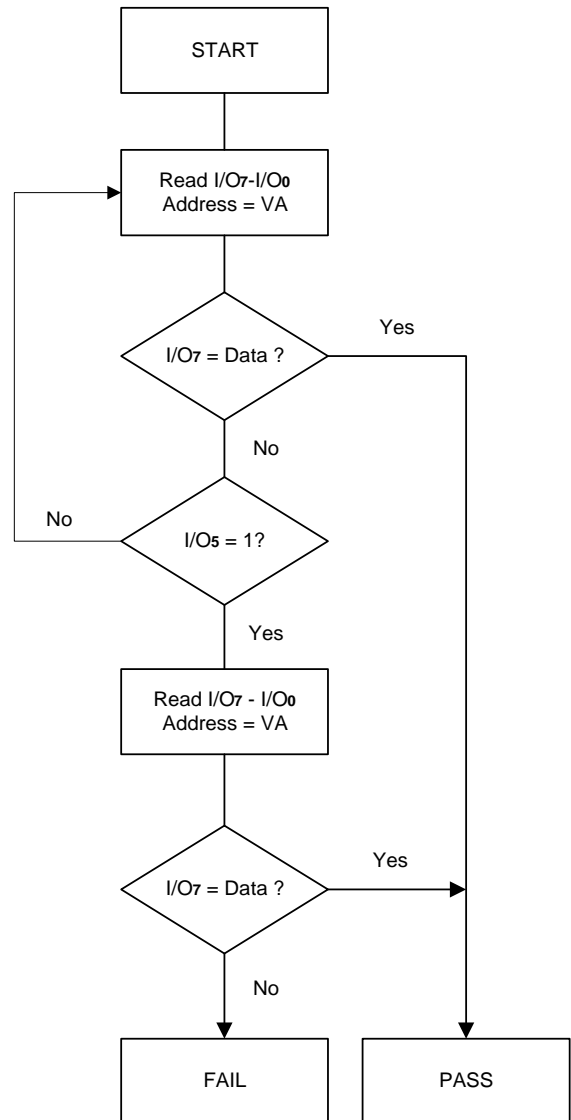 START
Read I/O7-I/O0
Address = VA
I/O7 = Data ?
Yes
No
I/O5 = 1?
No
Yes
Read I/O7 - I/O0
Address = VA
I/O7 = Data ?
Yes
No
FAIL
PASS